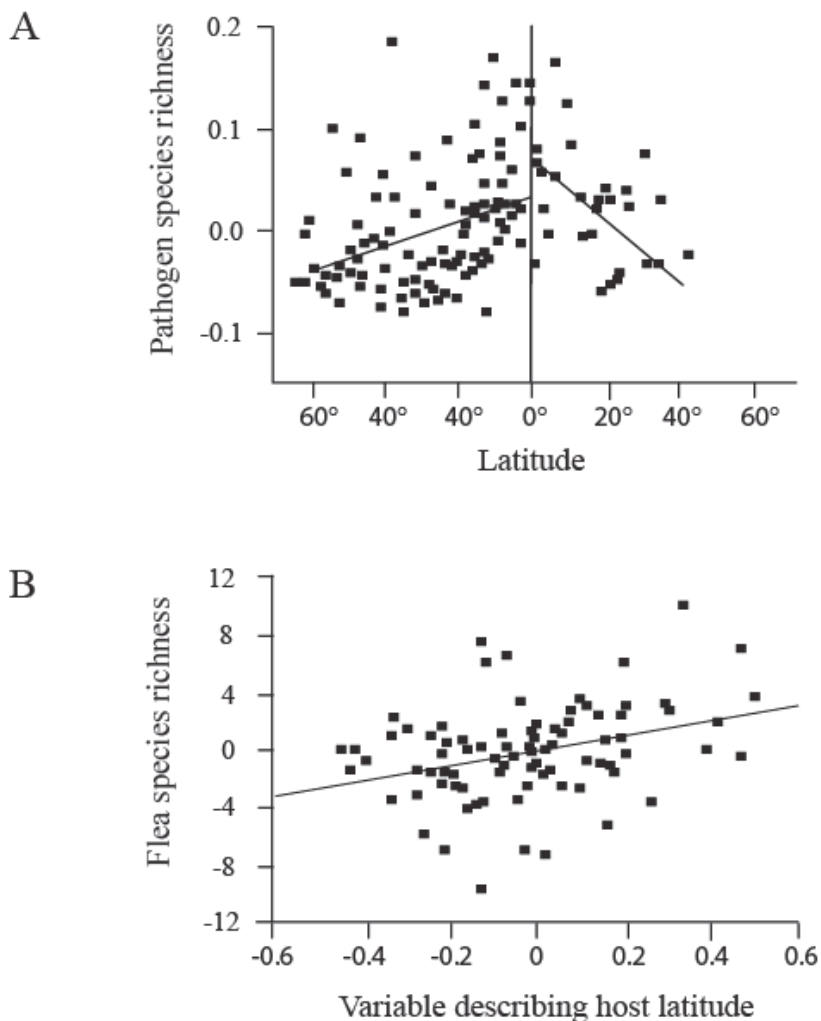 A
Pathogen species richness
0.2
0.1
0.0
-0.1
60° 40° 40° 0° 20° 40° 60°
Latitude
B
Flea species richness
12
8
4
0
-4
-8
-12
-0.6 -0.4 -0.2 0 0.2 0.4 0.6
Variable describing host latitude